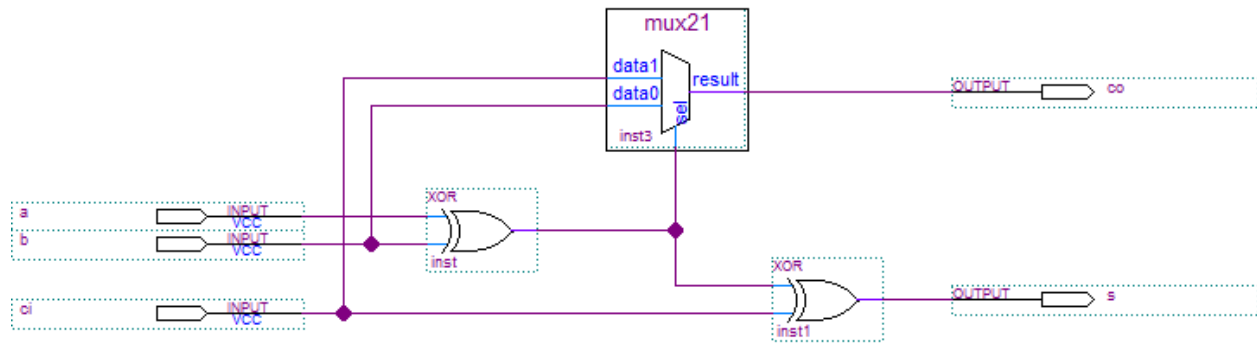 mux21
data1
data0
result
sel
inst3
OUTPUT
co
XOR
a
INPUT
VCC
b
INPUT
VCC
inst
XOR
ci
INPUT
VCC
OUTPUT
s
inst1